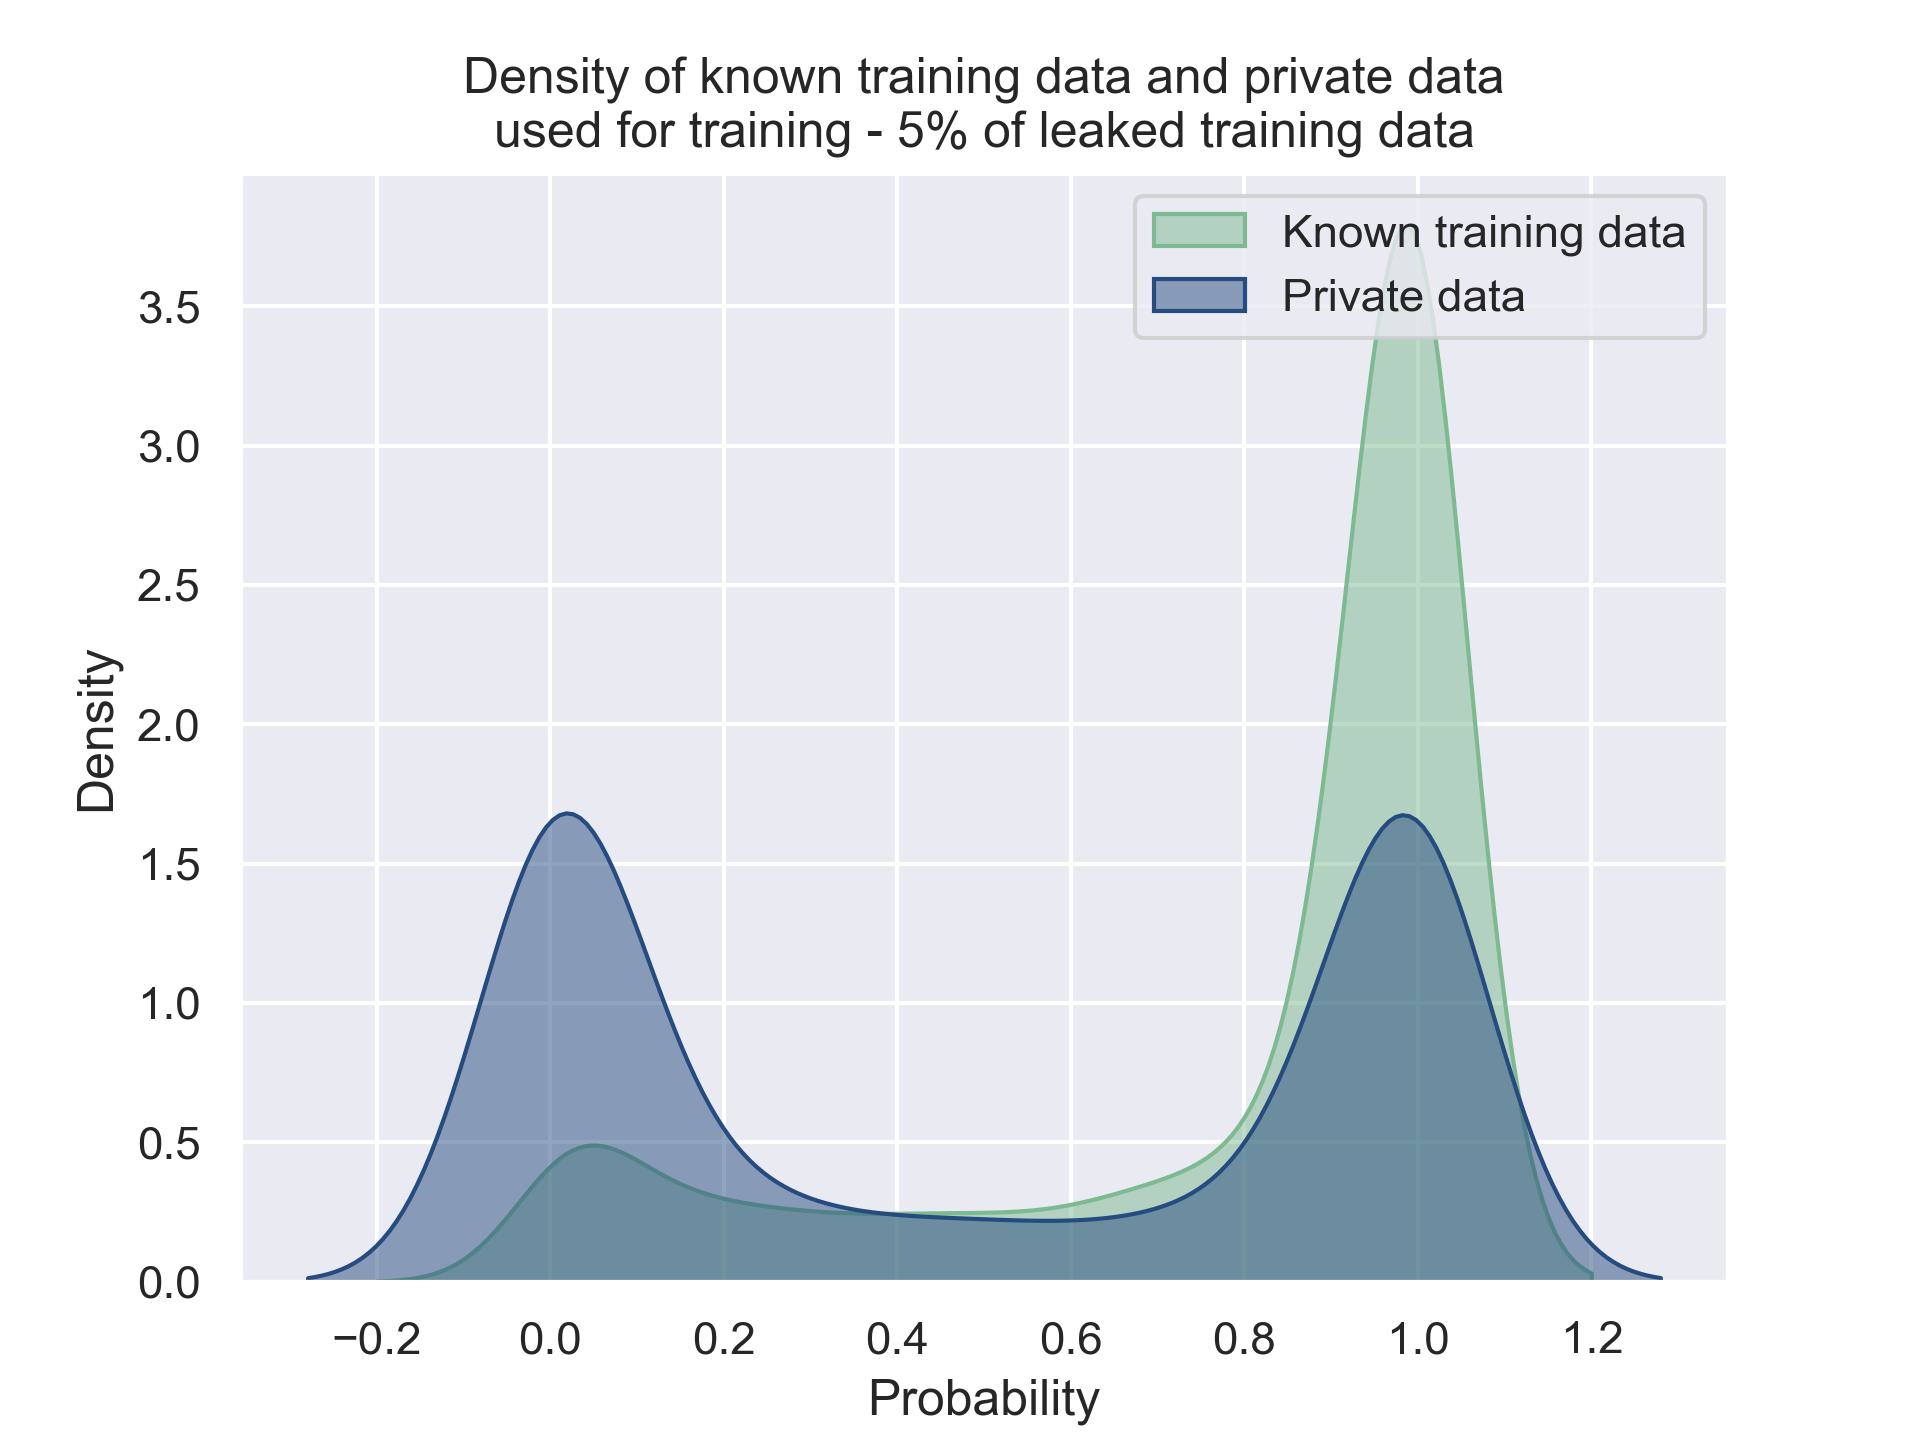 Density of known training data and private data
used for training - 5% of leaked training data
Known training data
Private data
Density
3.5
3.0
2.5
2.0
1.5
1.0
0.5
0.0
−0.2 0.0 0.2 0.4 0.6 0.8 1.0 1.2
Probability